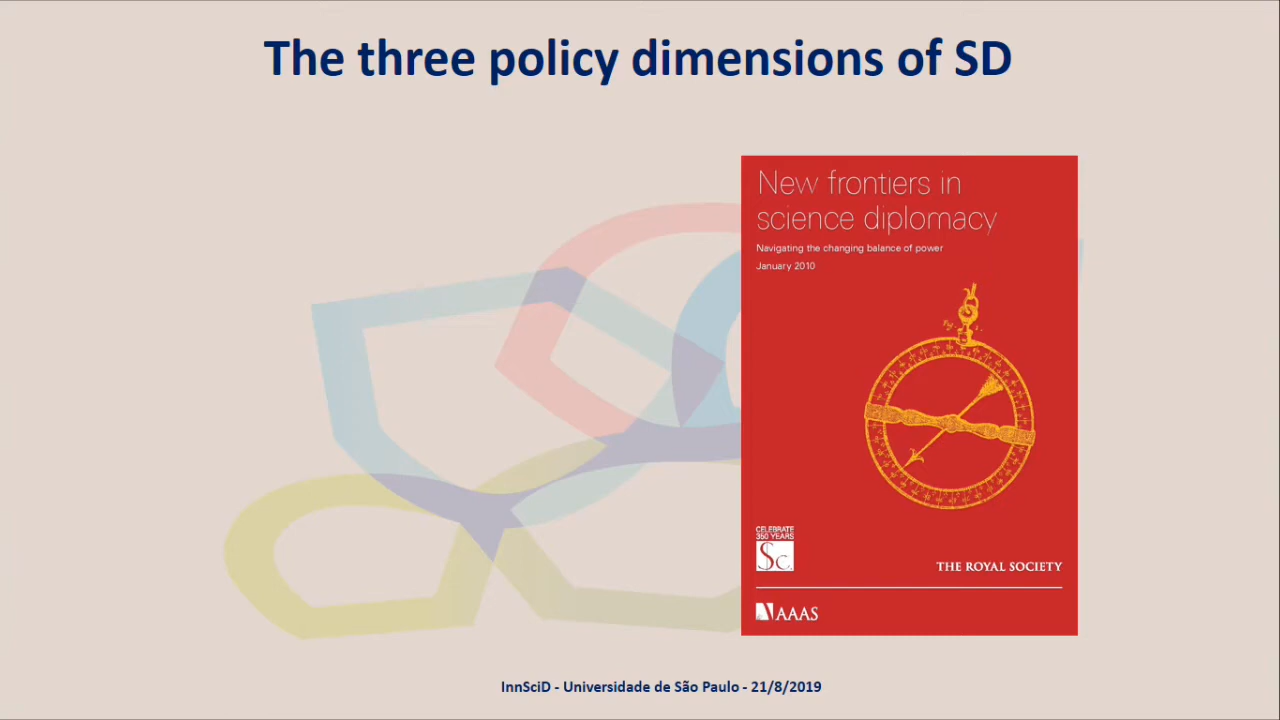 The three policy dimensions of SD
New frontiers in
science diplomacy
Navigating the changing balance of power
January 2010
CELEBRATE
350 YEARS
THE ROYAL SOCIETY
AAAS
InnSciD - Universidade de São Paulo - 21/8/2019